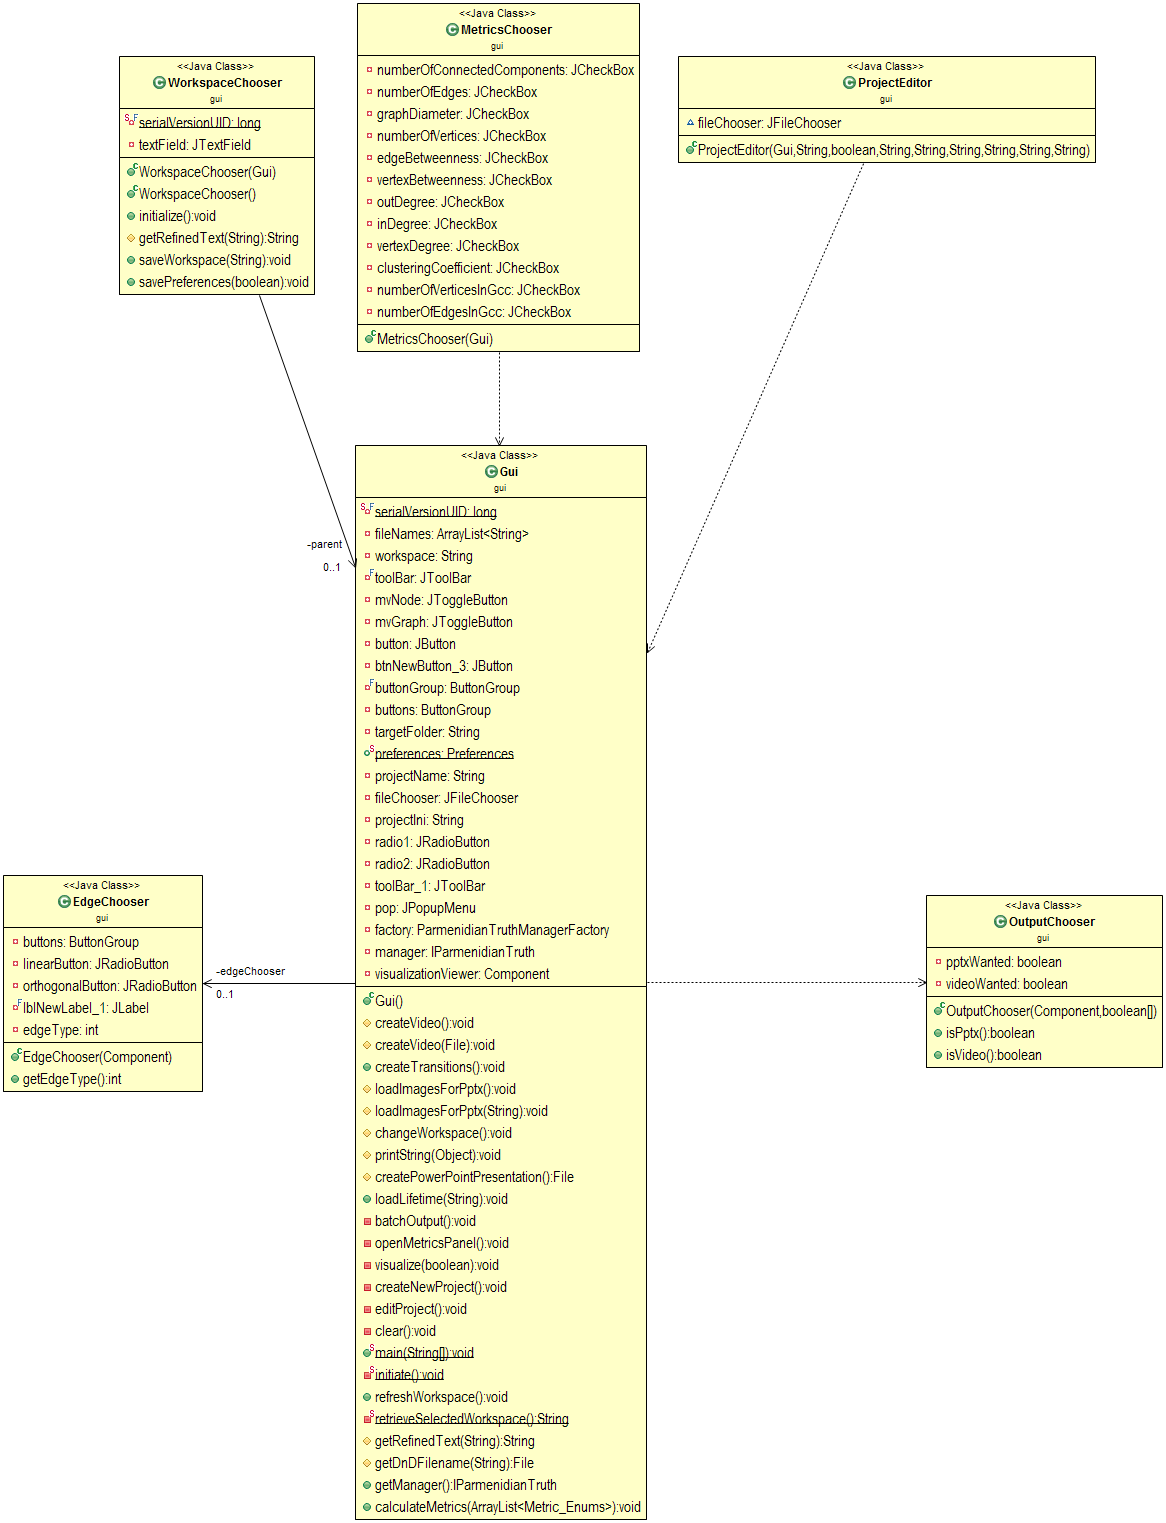 <<Java Class>>
MetricsChooser
gui
numberOfConnectedComponents: JCheckBox
numberOfEdges: JCheckBox
graphDiameter: JCheckBox
numberOfVertices: JCheckBox
edgeBetweenness: JCheckBox
vertexBetweenness: JCheckBox
outDegree: JCheckBox
inDegree: JCheckBox
vertexDegree: JCheckBox
clusteringCoefficient: JCheckBox
numberOfVerticesInGcc: JCheckBox
numberOfEdgesInGcc: JCheckBox
MetricsChooser(Gui)
<<Java Class>>
WorkspaceChooser
gui
serialVersionUID: long
textField: JTextField
WorkspaceChooser(Gui)
WorkspaceChooser()
initialize():void
getRefinedText(String):String
saveWorkspace(String):void
savePreferences(boolean):void
<<Java Class>>
ProjectEditor
gui
fileChooser: JFileChooser
ProjectEditor(Gui,String,boolean,String,String,String,String,String,String)
-parent
0..1
<<Java Class>>
Gui
gui
serialVersionUID: long
fileNames: ArrayList<String>
workspace: String
toolBar: JToolBar
mvNode: JToggleButton
mvGraph: JToggleButton
button: JButton
btnNewButton_3: JButton
buttonGroup: ButtonGroup
buttons: ButtonGroup
targetFolder: String
preferences: Preferences
projectName: String
fileChooser: JFileChooser
projectIni: String
radio1: JRadioButton
radio2: JRadioButton
toolBar_1: JToolBar
pop: JPopupMenu
factory: ParmenidianTruthManagerFactory
manager: IParmenidianTruth
visualizationViewer: Component
Gui()
createVideo():void
createVideo(File):void
createTransitions():void
loadImagesForPptx():void
loadImagesForPptx(String):void
changeWorkspace():void
printString(Object):void
createPowerPointPresentation():File
loadLifetime(String):void
batchOutput():void
openMetricsPanel():void
visualize(boolean):void
createNewProject():void
editProject():void
clear():void
main(String[]):void
initiate():void
refreshWorkspace():void
retrieveSelectedWorkspace():String
getRefinedText(String):String
getDnDFilename(String):File
getManager():IParmenidianTruth
calculateMetrics(ArrayList<Metric_Enums>):void
<<Java Class>>
EdgeChooser
gui
buttons: ButtonGroup
linearButton: JRadioButton
orthogonalButton: JRadioButton
lblNewLabel_1: JLabel
edgeType: int
EdgeChooser(Component)
getEdgeType():int
-edgeChooser
0..1
<<Java Class>>
OutputChooser
gui
pptxWanted: boolean
videoWanted: boolean
OutputChooser(Component,boolean[])
isPptx():boolean
isVideo():boolean